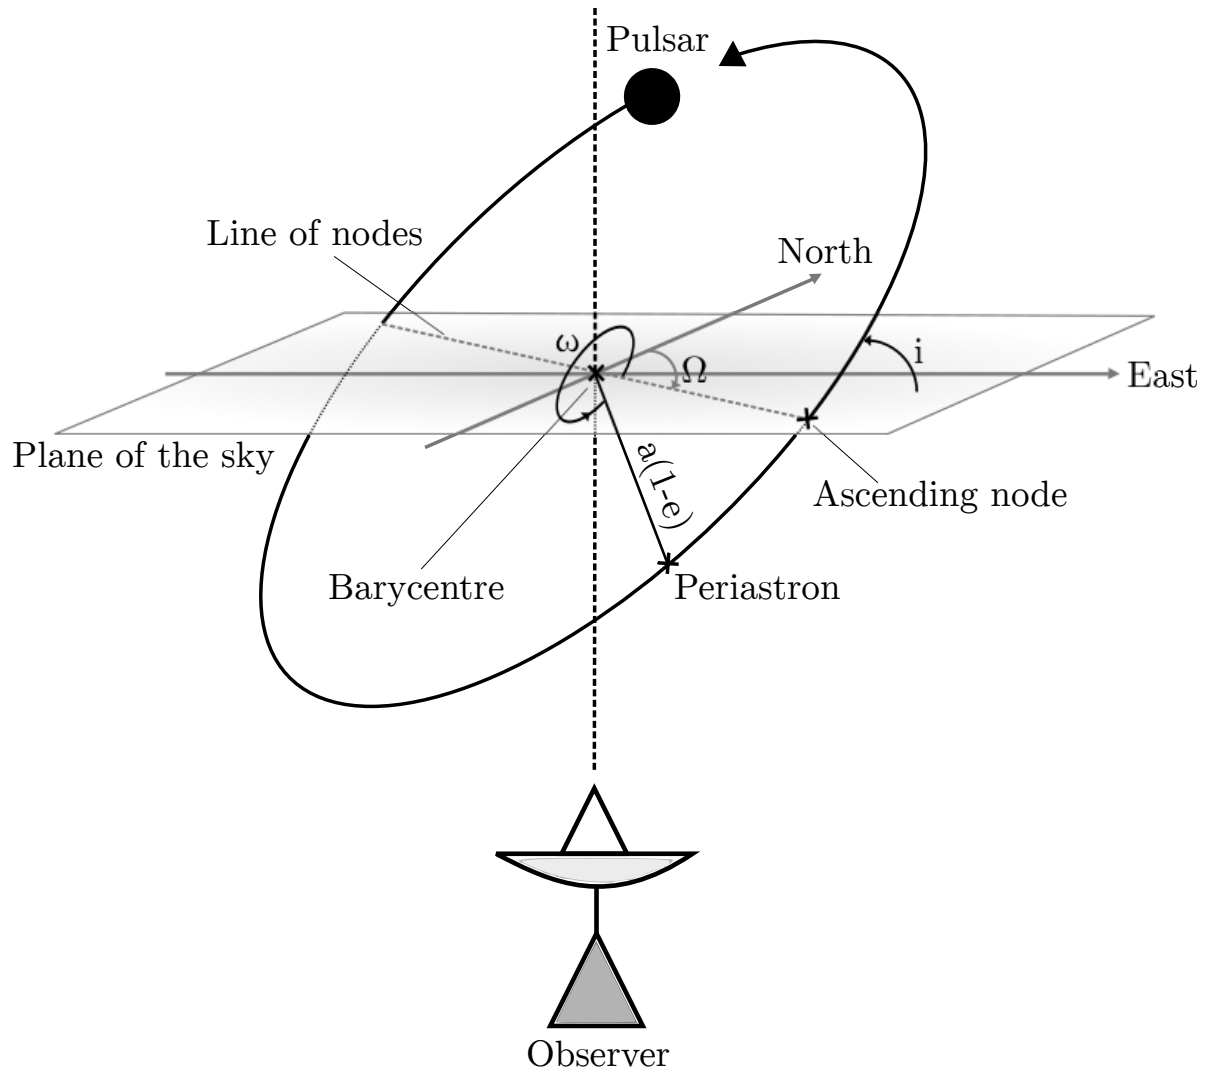 Pulsar
Line of nodes
North
ω
i
Ω
East
a(1-e)
Plane of the sky
Ascending node
Barycentre
Periastron
Observer